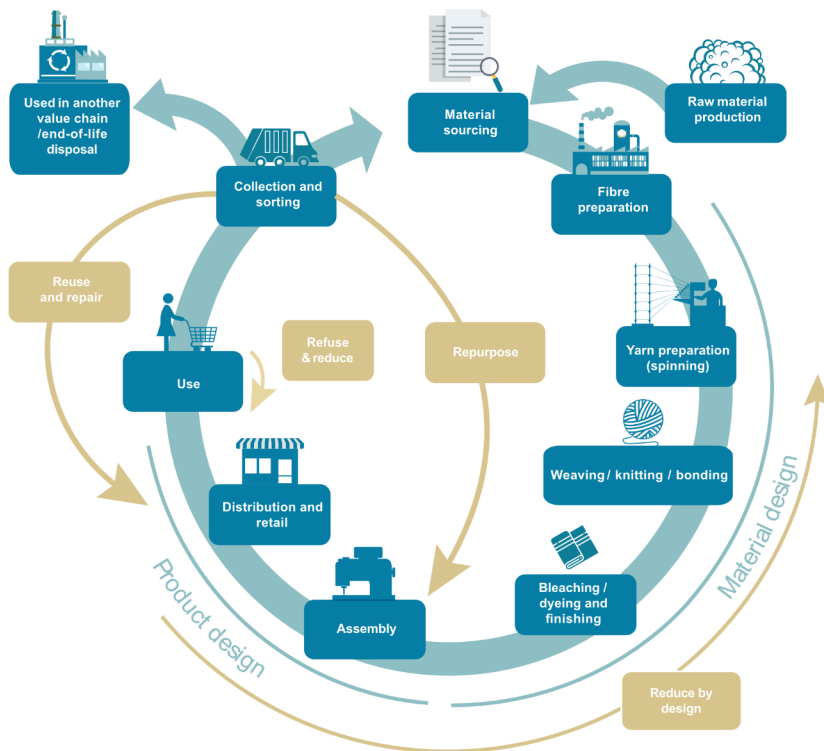 Used in another
value chain
/end-of-life
disposal
Material
sourcing
Raw material
production
Collection and
sorting
Fibre
preparation
Reuse
and repair
Refuse
& reduce
Repurpose
Yarn preparation
(spinning)
Use
Weaving / knitting / bonding
Distribution and
retail
Bleaching /
dyeing and
finishing
Assembly
Product design
Material design
Reduce by
design